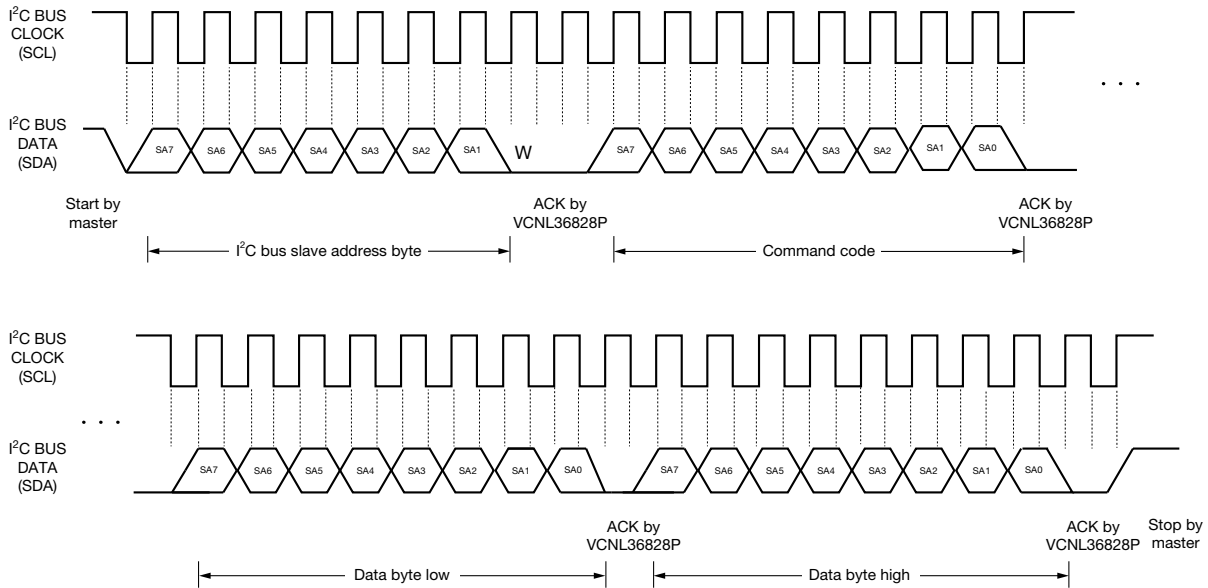 I²C BUS
CLOCK
(SCL)
. . .
I²C BUS
DATA
(SDA)
SA7 SA6 SA5 SA4 SA3 SA2 SA1 W SA7 SA6 SA5 SA4 SA3 SA2 SA1 SA0
Start by
master
ACK by
VCNL36828P
ACK by
VCNL36828P
I²C bus slave address byte
Command code
I²C BUS
CLOCK
(SCL)
. . .
I²C BUS
DATA
(SDA)
SA7 SA6 SA5 SA4 SA3 SA2 SA1 SA0 SA7 SA6 SA5 SA4 SA3 SA2 SA1 SA0
ACK by
VCNL36828P
ACK by
VCNL36828P
Stop by
master
Data byte low
Data byte high